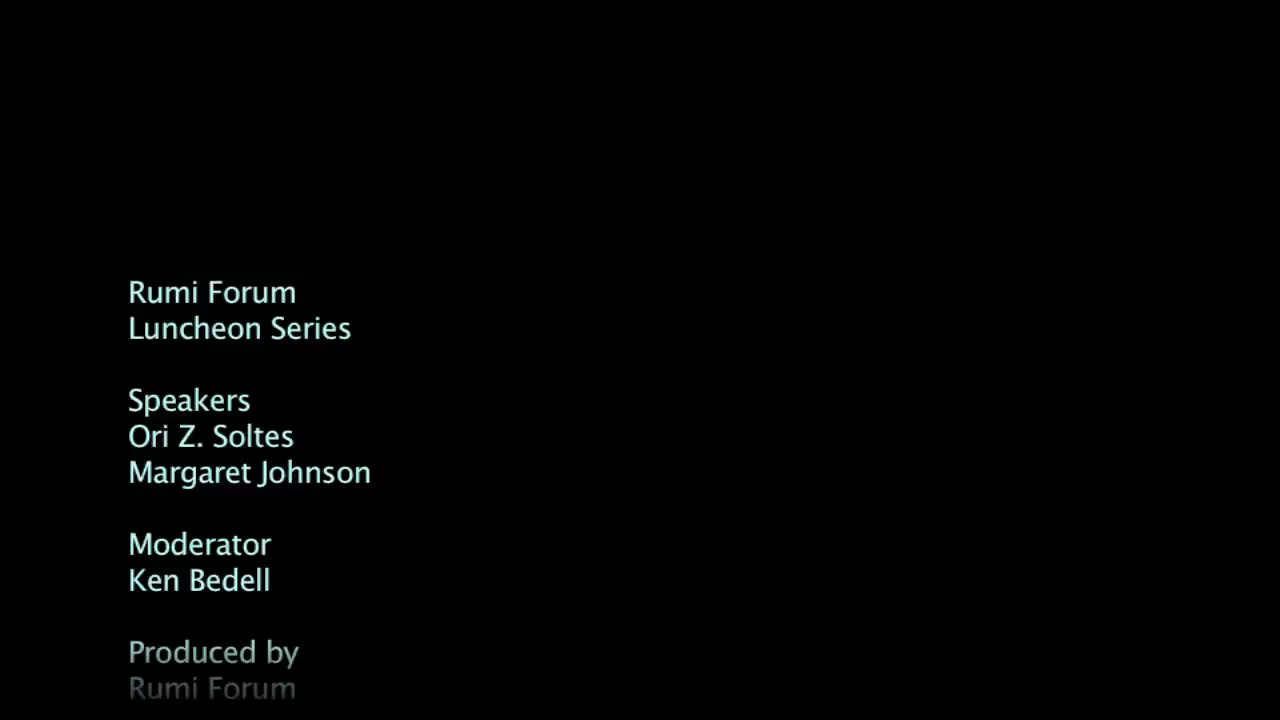 Rumi Forum
Luncheon Series
Speakers
Ori Z. Soltes
Margaret Johnson
Moderator
Ken Bedell
Produced by
Rumi Forum